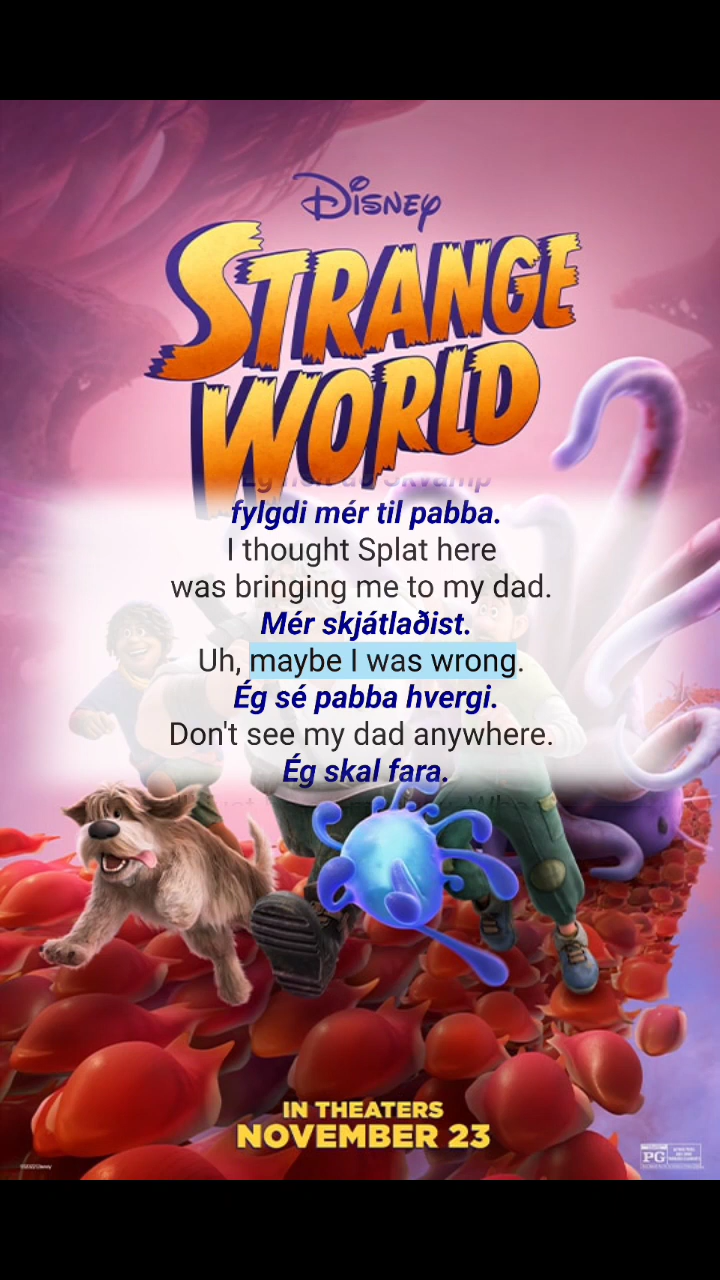 Disney
STRANGE
WORLD
fylgdi mér til pabba.
I thought Splat here
was bringing me to my dad.
Mér skjátlaðist.
Uh, maybe I was wrong.
Ég sé pabba hvergi.
Don't see my dad anywhere.
Ég skal fara.
IN THEATERS
NOVEMBER 23
PG